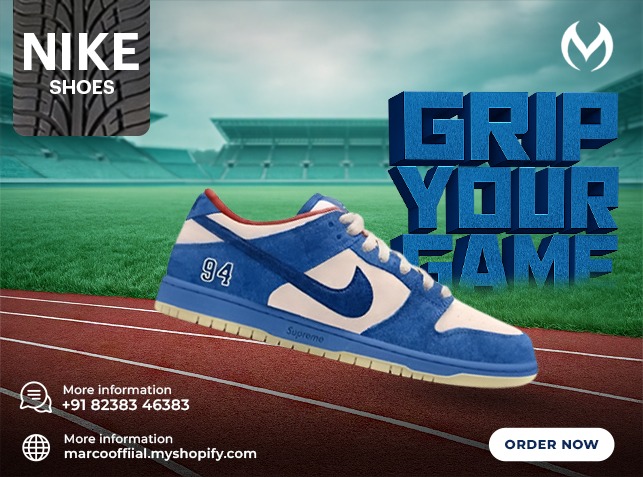 NIKE
SHOES
GRIP
YOUR
GAME
94
Supreme
More information
+91 82383 46383
More information
marcooffiial.myshopify.com
ORDER NOW